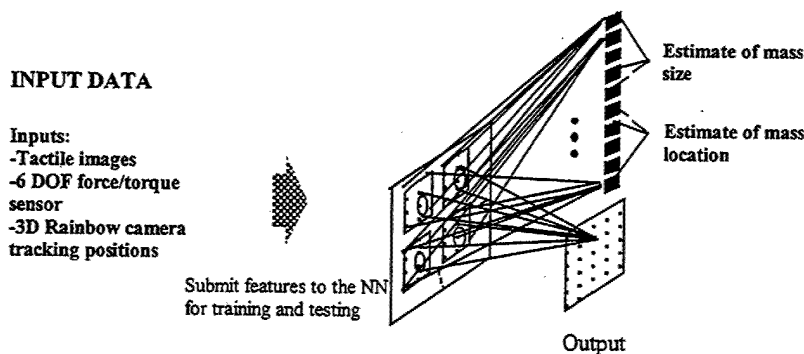 INPUT DATA
Inputs:
-Tactile images
-6 DOF force/torque
sensor
-3D Rainbow camera
tracking positions
Submit features to the NN
for training and testing
Estimate of mass
size
Estimate of mass
location
Output